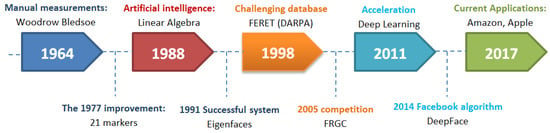 Manual measurements:
Woodrow Bledsoe
Artificial intelligence:
Linear Algebra
Challenging database
FERET (DARPA)
Acceleration
Deep Learning
Current Applications:
Amazon, Apple
1964
1988
1998
2011
2017
The 1977 improvement:
21 markers
1991 Successful system
Eigenfaces
2005 competition
FRGC
2014 Facebook algorithm
DeepFace